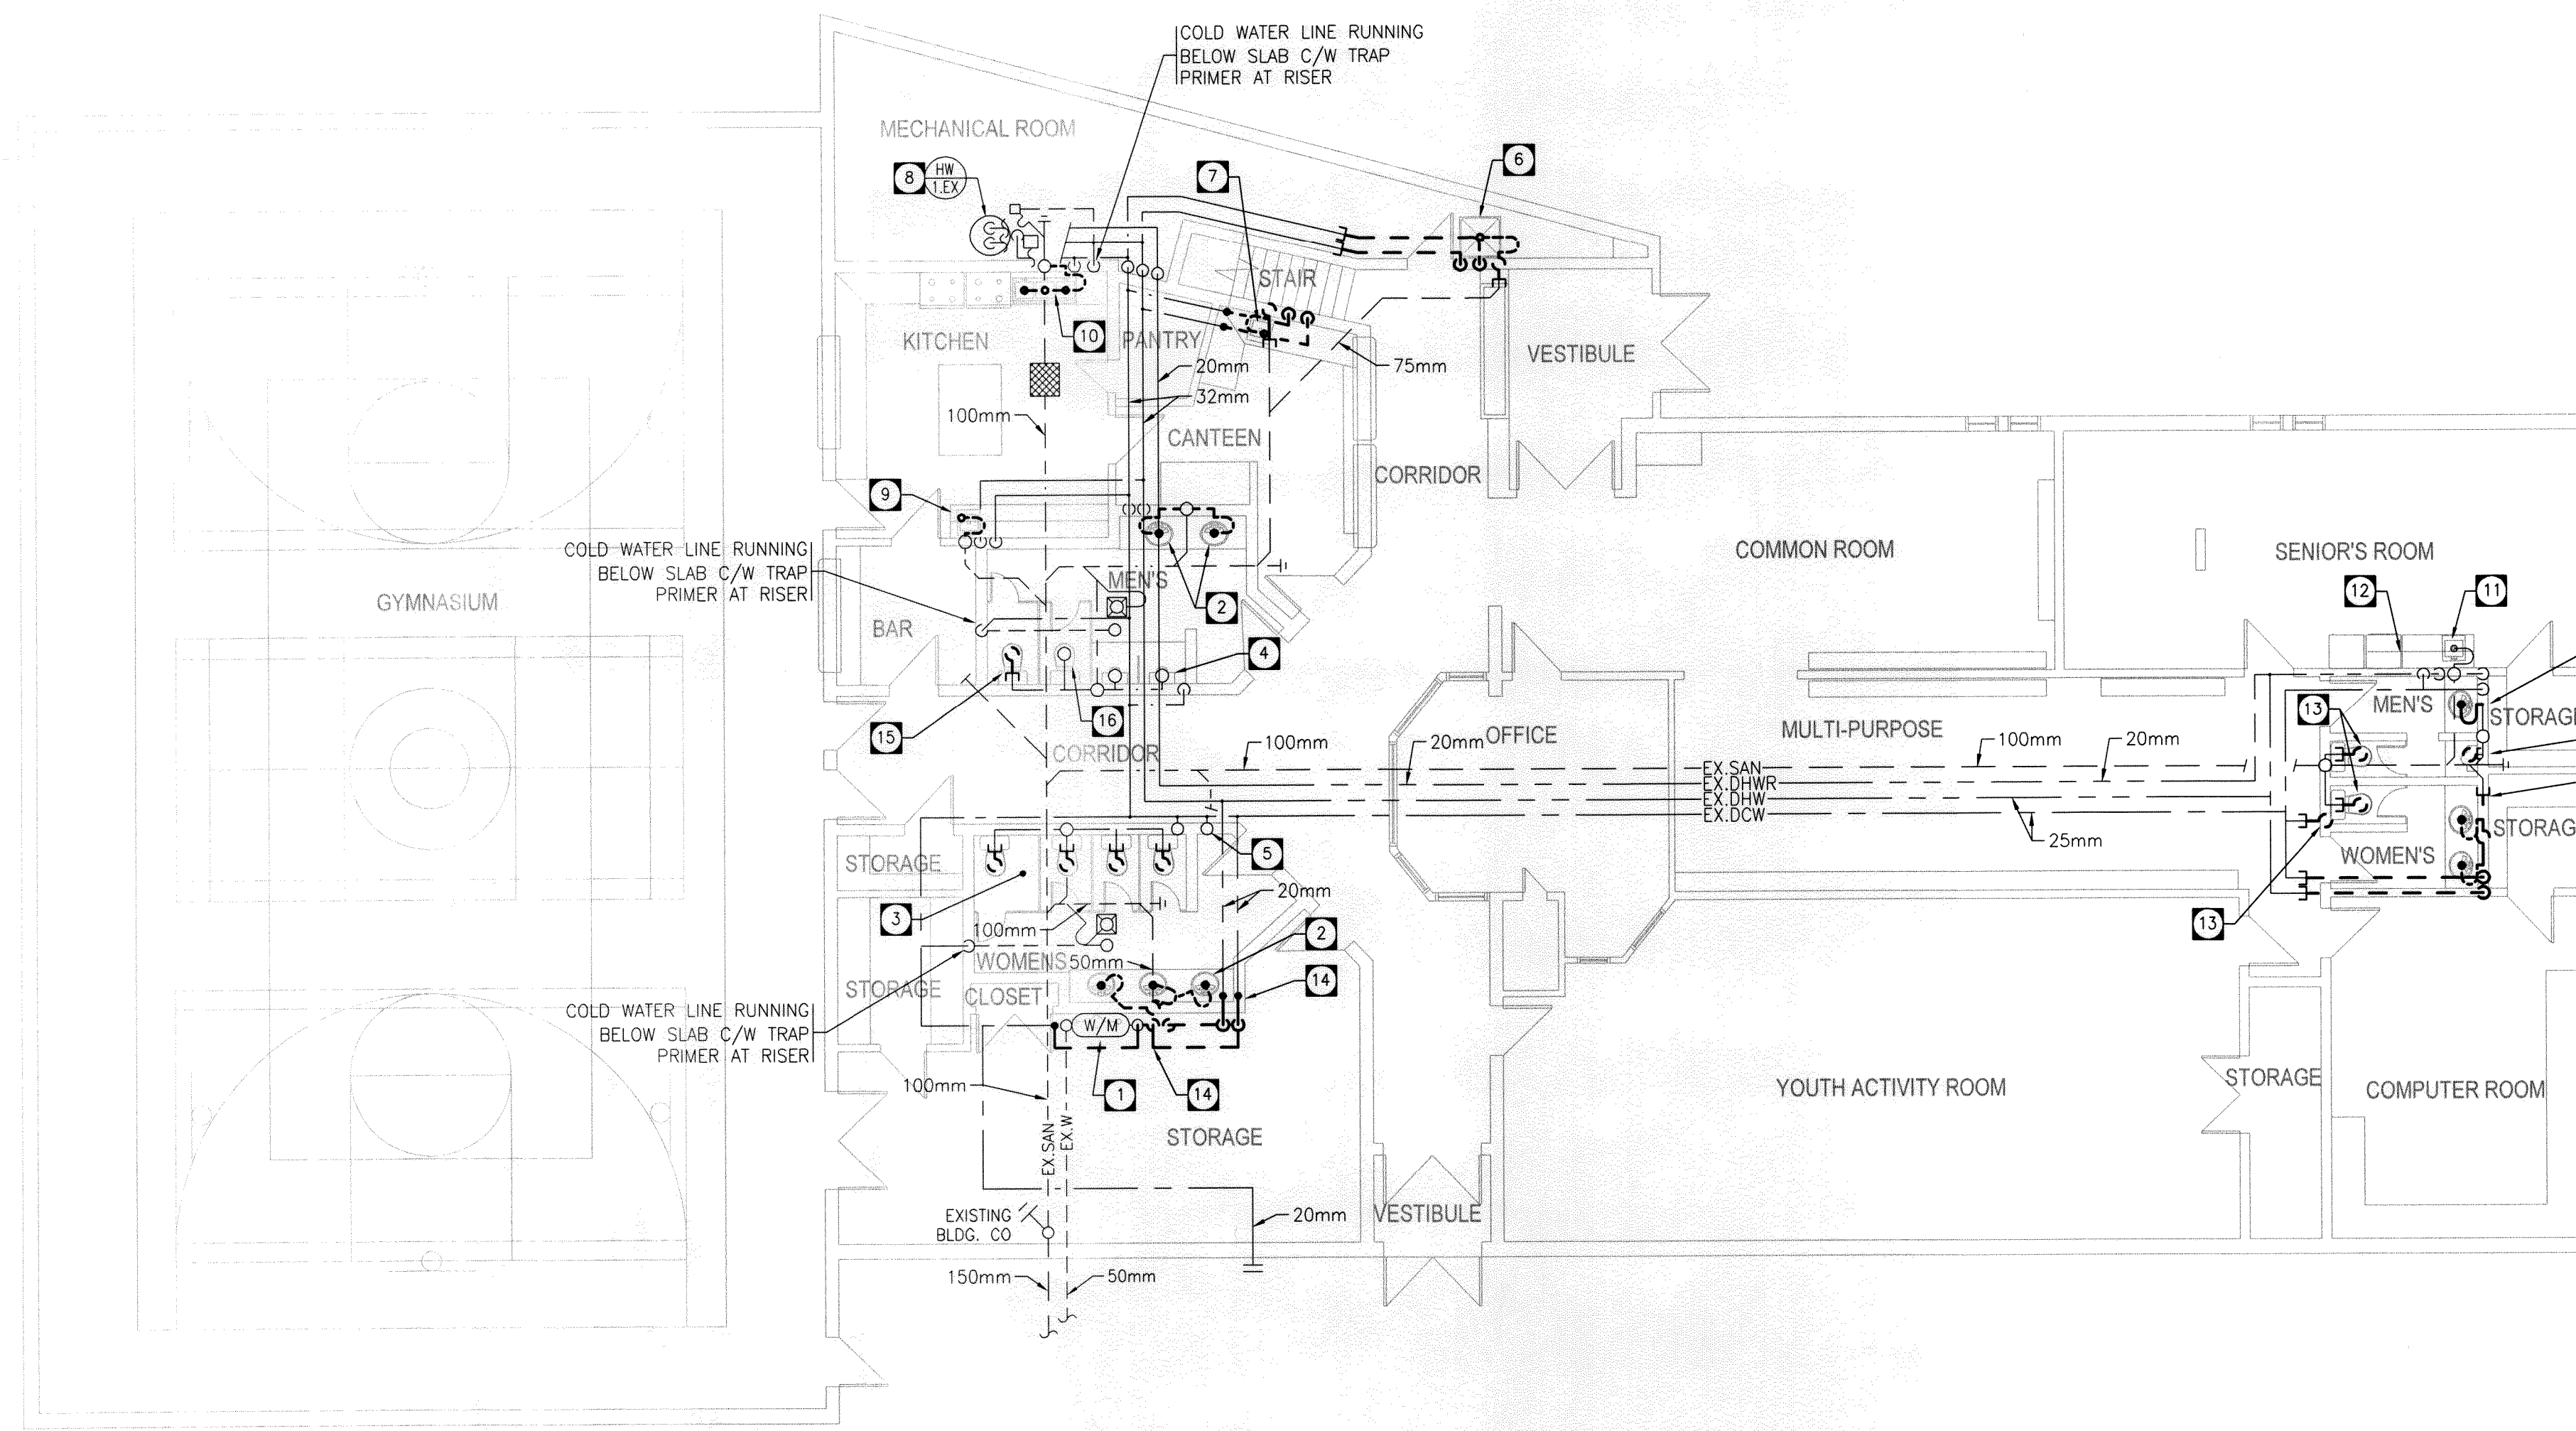 COLD WATER LINE RUNNING
BELOW SLAB C/W TRAP
PRIMER AT RISER
MECHANICAL ROOM
8
HW
1.EX
7
6
STAIR
10
KITCHEN
PANTRY
VESTIBULE
20mm
75mm
32mm
100mm
CANTEEN
CORRIDOR
9
COLD WATER LINE RUNNING
BELOW SLAB C/W TRAP
PRIMER AT RISER
MEN'S
2
COMMON ROOM
SENIOR'S ROOM
12
11
GYMNASIUM
BAR
4
15
16
CORRIDOR
100mm
20mm
OFFICE
MULTI-PURPOSE
100mm
20mm
13
MEN'S
STORAGE
EX.SAN
EX.DHWR
EX.DHW
EX.DCW
25mm
STORAG
WOMEN'S
13
STORAGE
5
20mm
3
100mm
2
WOMENS
50mm
14
STORAGE
CLOSET
COLD WATER LINE RUNNING
BELOW SLAB C/W TRAP
PRIMER AT RISER
W/M
100mm
1
14
YOUTH ACTIVITY ROOM
STORAGE
COMPUTER ROOM
EX.SAN
EX.W
STORAGE
EXISTING
BLDG. CO
20mm
VESTIBULE
150mm
50mm